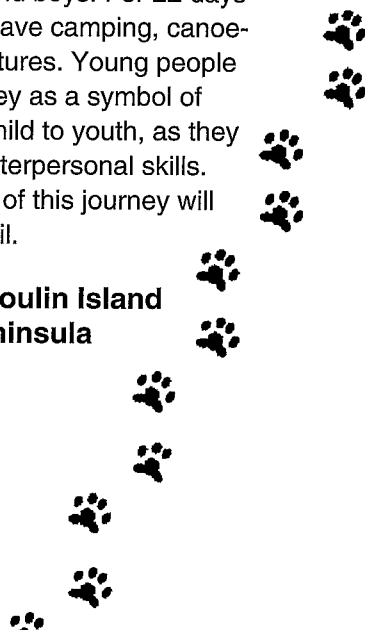 ave camping, canoe-
tures. Young people
ey as a symbol of
hild to youth, as they
terpersonal skills.
of this journey will
il.
oulin Island
ninsula